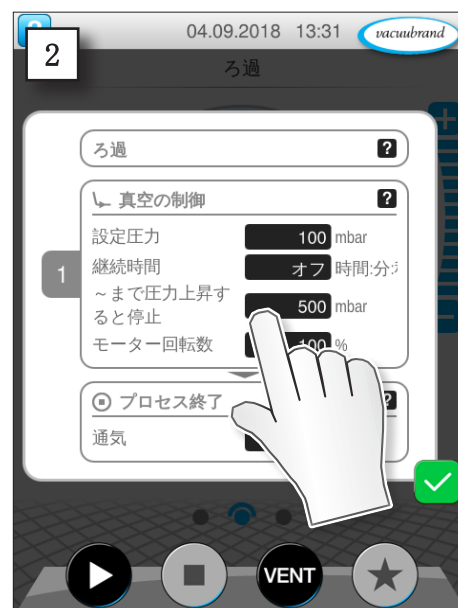 ?
2
04.09.2018 13:31
vacuubrand
ろ過
ろ過 ?
真空の制御 ?
1
設定圧力 100 mbar
継続時間 オフ 時間:分:
～まで圧力上昇す
ると停止 500 mbar
モーター回転数 100 %
プロセス終了 ?
通気
VENT